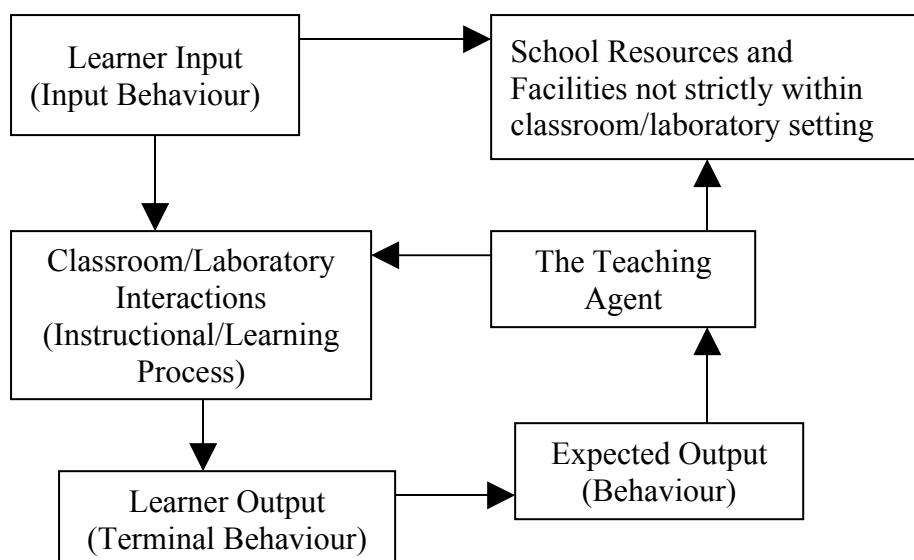 Learner Input
(Input Behaviour)
School Resources and
Facilities not strictly within
classroom/laboratory setting
Classroom/Laboratory
Interactions
(Instructional/Learning
Process)
The Teaching
Agent
Expected Output
(Behaviour)
Learner Output
(Terminal Behaviour)